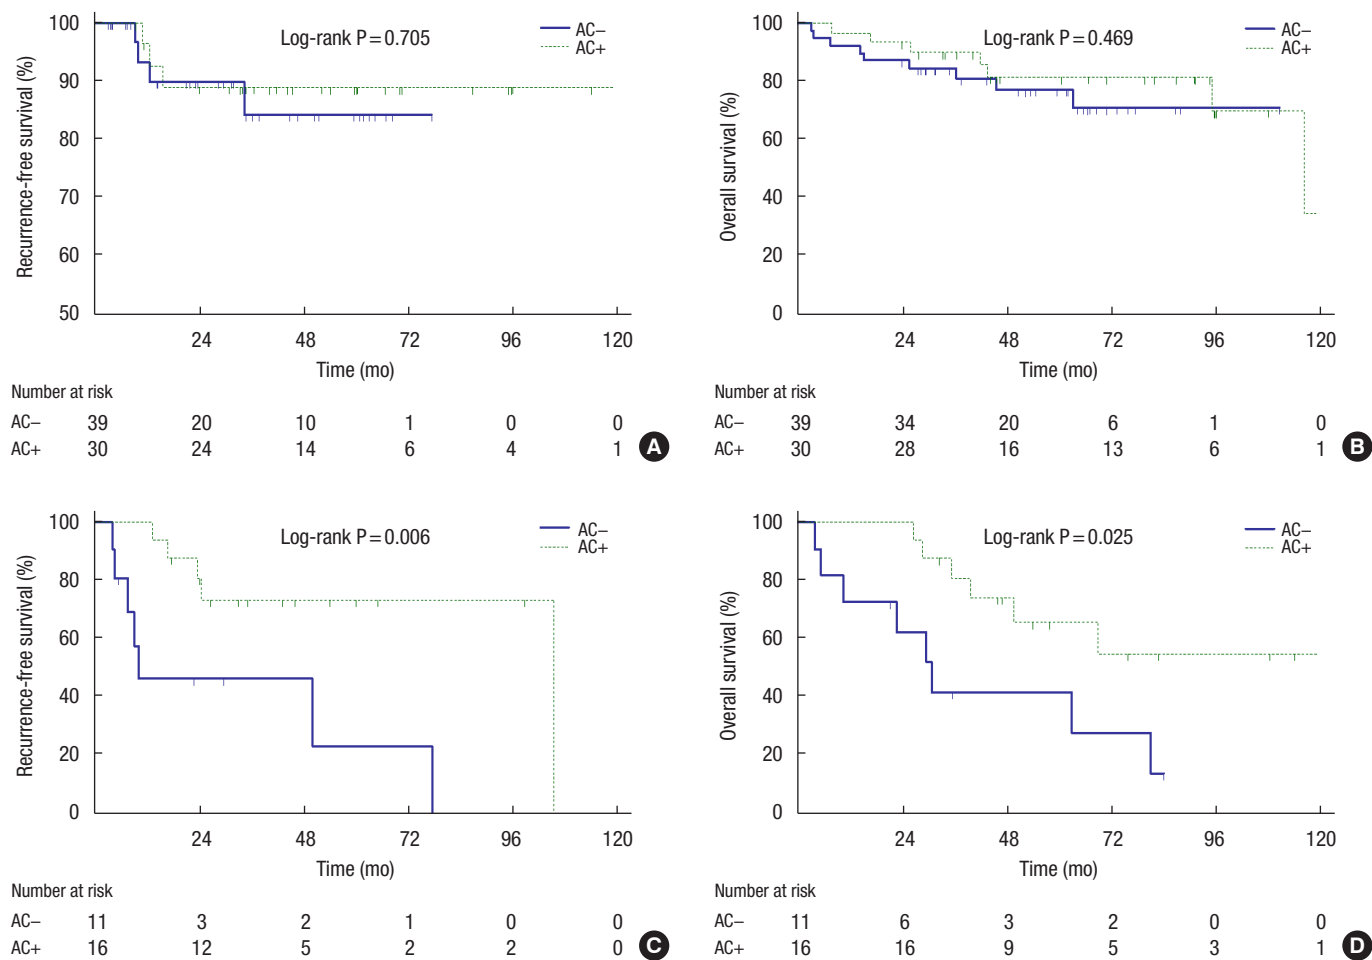 100
90
80
70
60
50
Recurrence-free survival (%)
Log-rank P=0.705
AC–
AC+
24 48 72 96 120
Time (mo)
Number at risk
AC– 39 20 10 1 0 0
AC+ 30 24 14 6 4 1
A
100
80
60
40
20
0
Overall survival (%)
Log-rank P=0.469
AC–
AC+
24 48 72 96 120
Time (mo)
Number at risk
AC– 39 34 20 6 1 0
AC+ 30 28 16 13 6 1
B
100
80
60
40
20
0
Recurrence-free survival (%)
Log-rank P=0.006
AC–
AC+
24 48 72 96 120
Time (mo)
Number at risk
AC– 11 3 2 1 0 0
AC+ 16 12 5 2 2 0
C
100
80
60
40
20
0
Overall survival (%)
Log-rank P=0.025
AC–
AC+
24 48 72 96 120
Time (mo)
Number at risk
AC– 11 6 3 2 0 0
AC+ 16 16 9 5 3 1
D